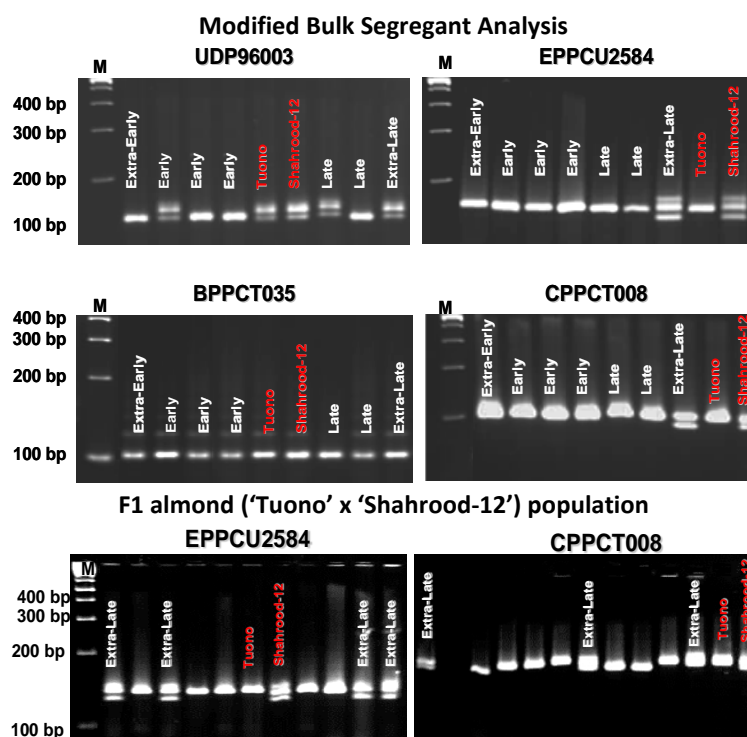 Modified Bulk Segregant Analysis
UDP96003
EPPCU2584
M
400 bp
300 bp
200 bp
100 bp
Extra-Early
Early
Early
Early
Tuono
Shahrood-12
Late
Late
Extra-Late
M
Extra-Early
Early
Early
Early
Late
Late
Extra-Late
Tuono
Shahrood-12
BPPCT035
CPPCT008
M
400 bp
300 bp
200 bp
100 bp
Extra-Early
Early
Early
Early
Tuono
Shahrood-12
Late
Late
Extra-Late
M
Extra-Early
Early
Early
Early
Late
Late
Extra-Late
Tuono
Shahrood-12
F1 almond (‘Tuono’ x ‘Shahrood-12’) population
EPPCU2584
CPPCT008
M
400 bp
300 bp
200 bp
100 bp
Extra-Late
Extra-Late
Tuono
Shahrood-12
Extra-Late
Extra-Late
Extra-Late
Extra-Late
Extra-Late
Tuono
Shahrood-12